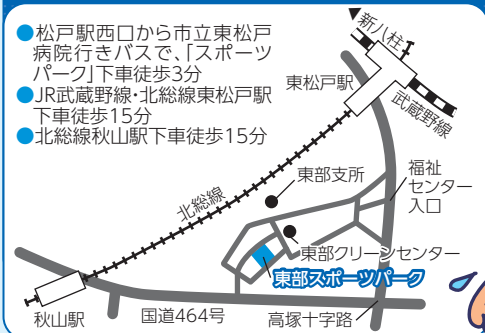 ●松戸駅西口から市立東松戸
病院行きバスで、「スポーツ
パーク」下車徒歩3分
●JR武蔵野線・北総線東松戸駅
下車徒歩15分
●北総線秋山駅下車徒歩15分
新八柱
東松戸駅
武蔵野線
北総線
東部支所
福祉
センター
入口
東部クリーンセンター
東部スポーツパーク
秋山駅
国道464号
高塚十字路